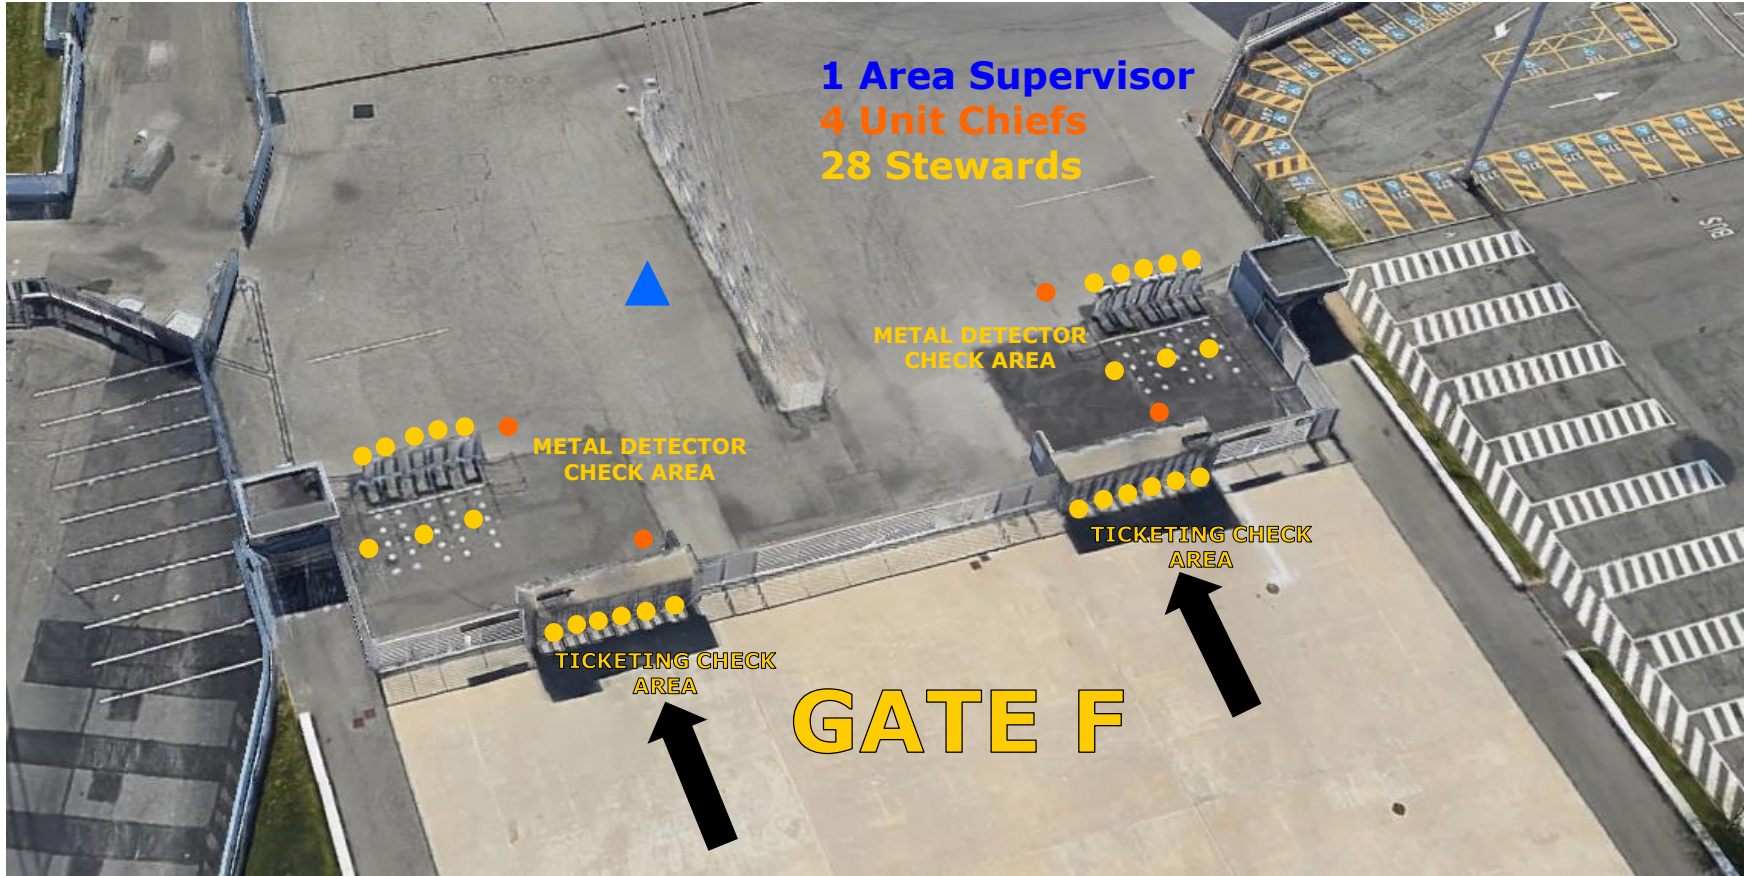 1 Area Supervisor
4 Unit Chiefs
28 Stewards
METAL DETECTOR
CHECK AREA
METAL DETECTOR
CHECK AREA
TICKETING CHECK
AREA
TICKETING CHECK
AREA
GATE F
BUS